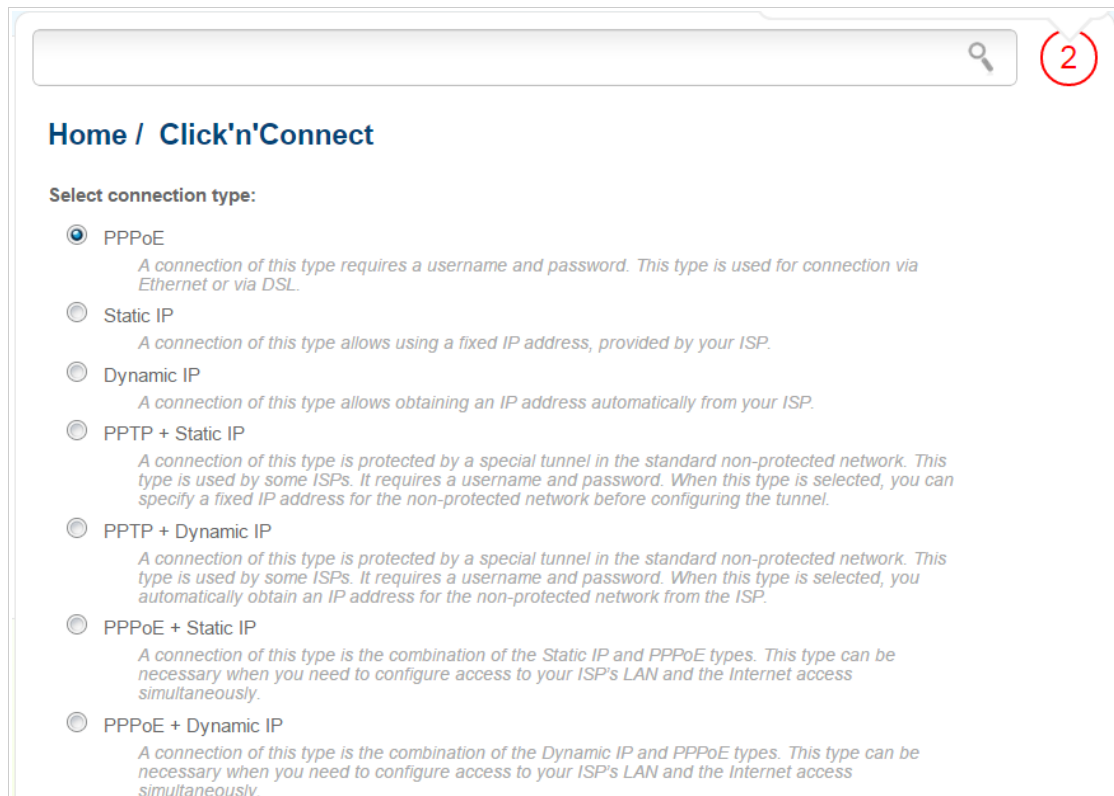 2
Home / Click'n'Connect
Select connection type:
PPPoE
A connection of this type requires a username and password. This type is used for connection via
Ethernet or via DSL.
Static IP
A connection of this type allows using a fixed IP address, provided by your ISP.
Dynamic IP
A connection of this type allows obtaining an IP address automatically from your ISP.
PPTP + Static IP
A connection of this type is protected by a special tunnel in the standard non-protected network. This
type is used by some ISPs. It requires a username and password. When this type is selected, you can
specify a fixed IP address for the non-protected network before configuring the tunnel.
PPTP + Dynamic IP
A connection of this type is protected by a special tunnel in the standard non-protected network. This
type is used by some ISPs. It requires a username and password. When this type is selected, you
automatically obtain an IP address for the non-protected network from the ISP.
PPPoE + Static IP
A connection of this type is the combination of the Static IP and PPPoE types. This type can be
necessary when you need to configure access to your ISP's LAN and the Internet access
simultaneously.
PPPoE + Dynamic IP
A connection of this type is the combination of the Dynamic IP and PPPoE types. This type can be
necessary when you need to configure access to your ISP's LAN and the Internet access
simultaneously.